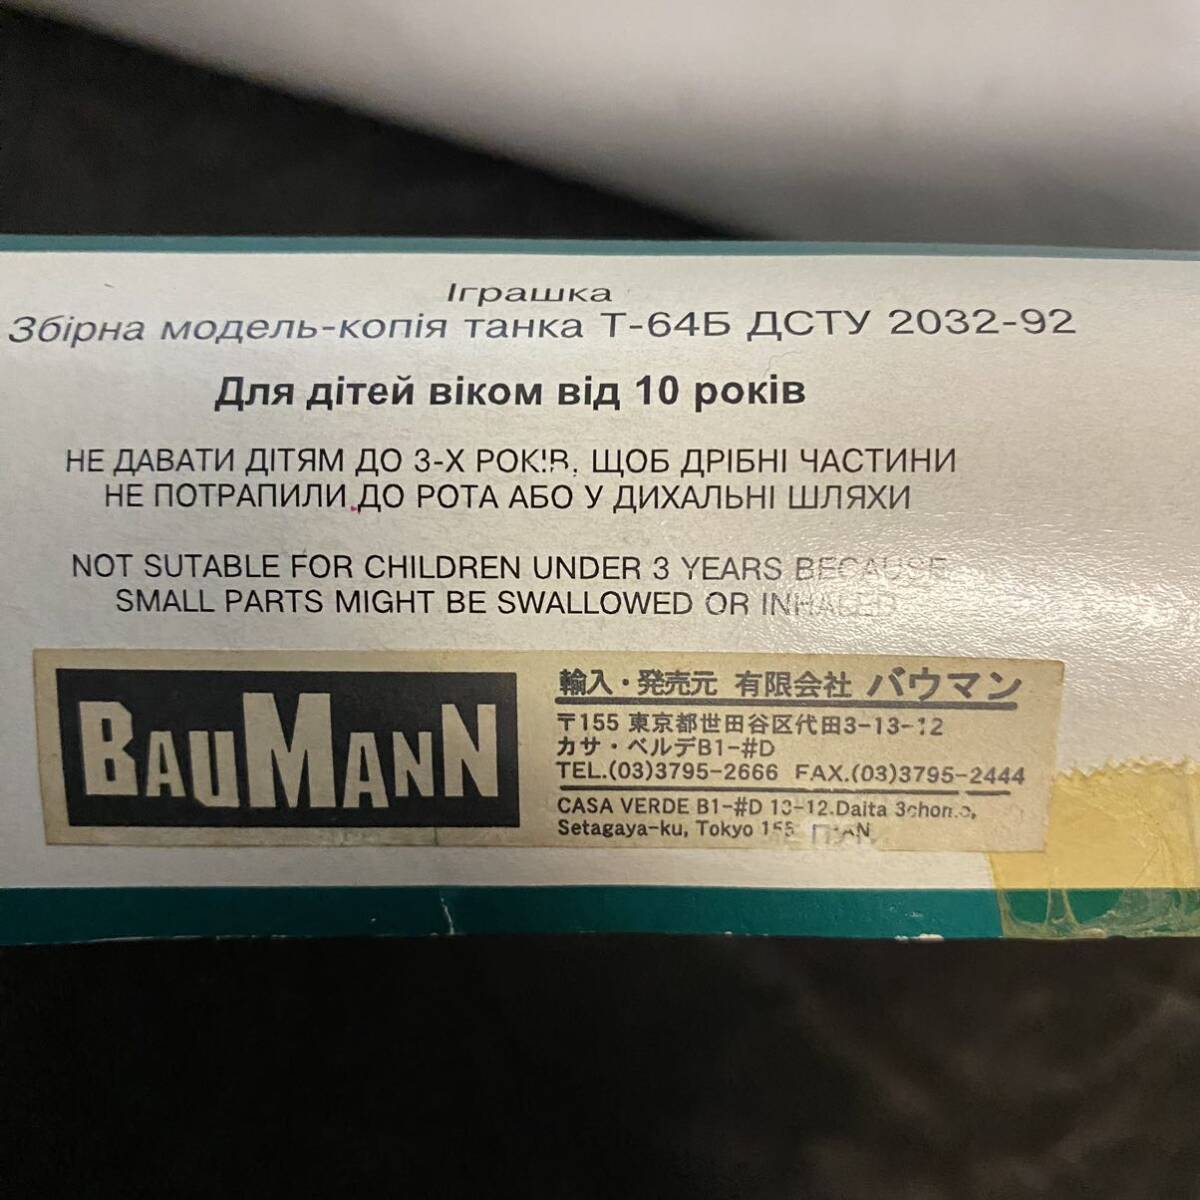 Іграшка
Збірна модель-копія танка Т-64Б ДСТУ 2032-92
Для дітей віком від 10 років
НЕ ДАВАТИ ДІТЯМ ДО 3-Х РОКІВ, ЩОБ ДРІБНІ ЧАСТИНИ
НЕ ПОТРАПИЛИ ДО РОТА АБО У ДИХАЛЬНІ ШЛЯХИ
NOT SUTABLE FOR CHILDREN UNDER 3 YEARS BECAUSE
SMALL PARTS MIGHT BE SWALLOWED OR INHALED
BAUMANN
輸入・発売元 有限会社 バウマン
〒155 東京都世田谷区代田3-13-12
カサ・ベルデB1-#D
TEL.(03)3795-2666 FAX.(03)3795-2444
CASA VERDE B1-#D 13-12.Daita
Setagaya-ku, Tokyo 155